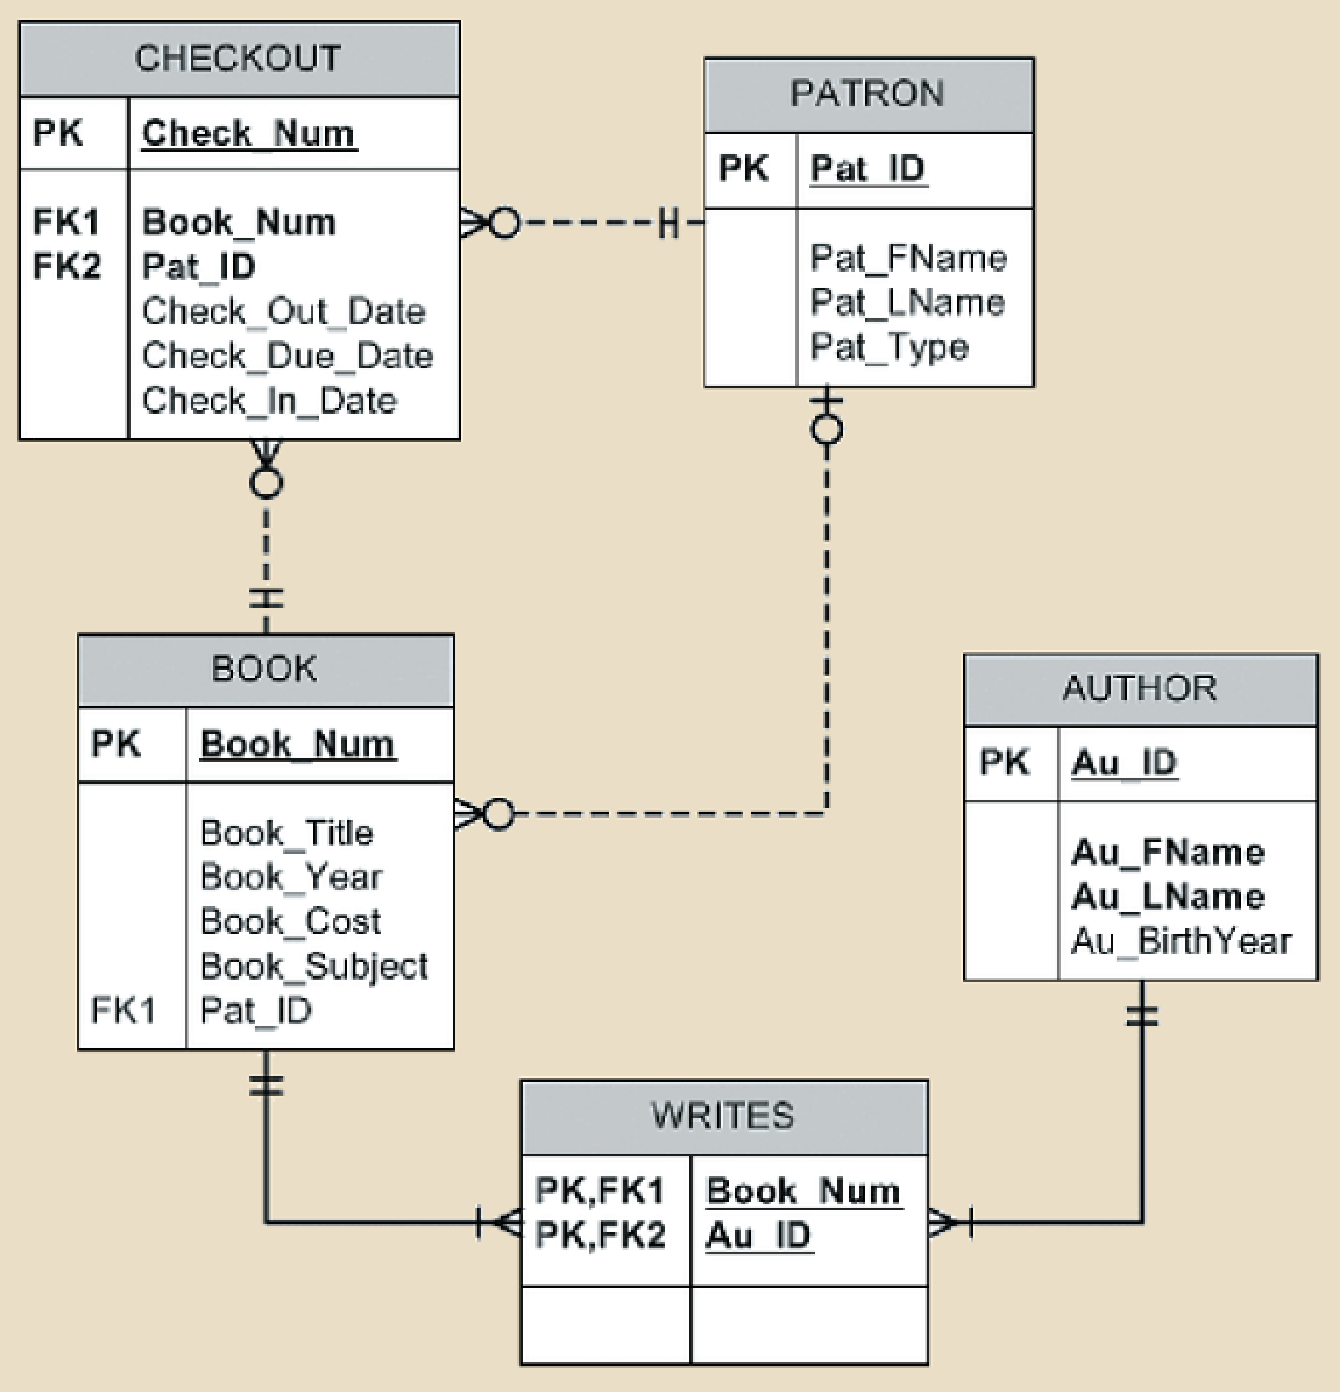 CHECKOUT
PK Check_Num
FK1 Book_Num
FK2 Pat_ID
Check_Out_Date
Check_Due_Date
Check_In_Date
PATRON
PK Pat_ID
Pat_FName
Pat_LName
Pat_Type
BOOK
PK Book_Num
Book_Title
Book_Year
Book_Cost
Book_Subject
FK1 Pat_ID
AUTHOR
PK Au_ID
Au_FName
Au_LName
Au_BirthYear
WRITES
PK,FK1 Book_Num
PK,FK2 Au_ID